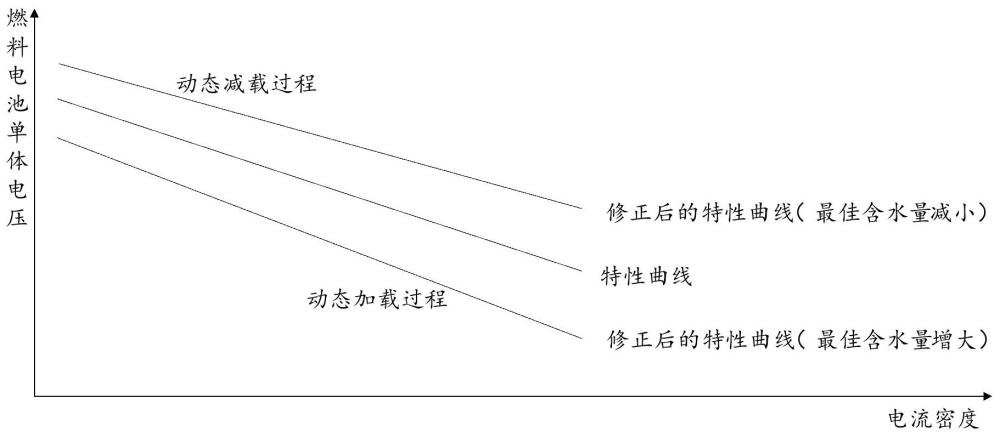 燃料电池单体电压
动态减载过程
修正后的特性曲线(最佳含水量减小)
特性曲线
动态加载过程
修正后的特性曲线(最佳含水量增大)
电流密度